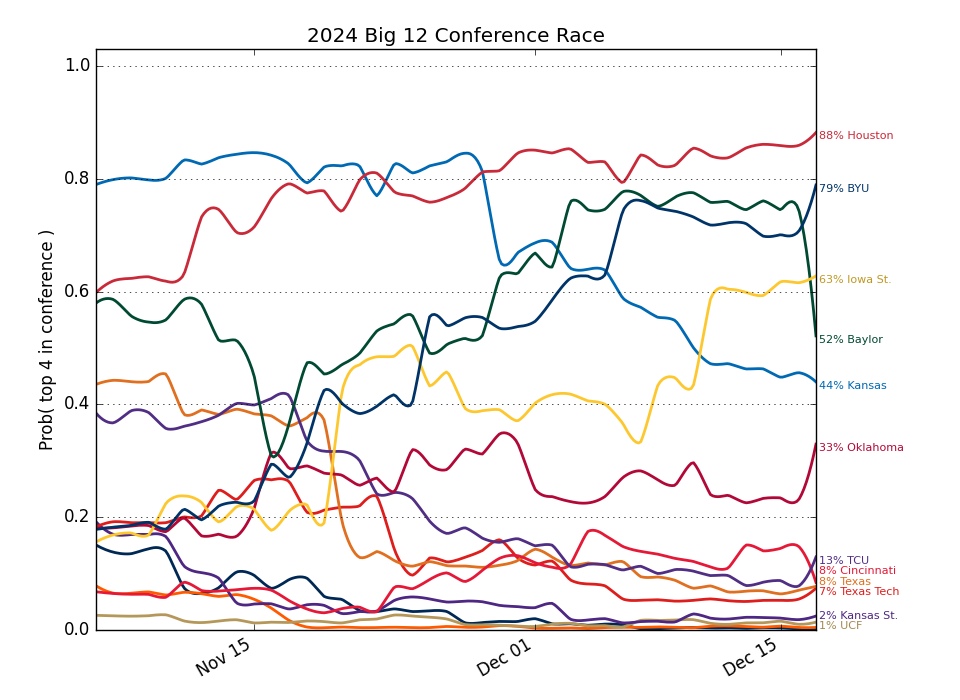 2024 Big 12 Conference Race
Prob( top 4 in conference )
1.0
0.8
0.6
0.4
0.2
0.0
Nov 15
Dec 01
Dec 15
88% Houston
79% BYU
63% Iowa St.
52% Baylor
44% Kansas
33% Oklahoma
13% TCU
8% Cincinnati
8% Texas
7% Texas Tech
2% Kansas St.
1% UCF